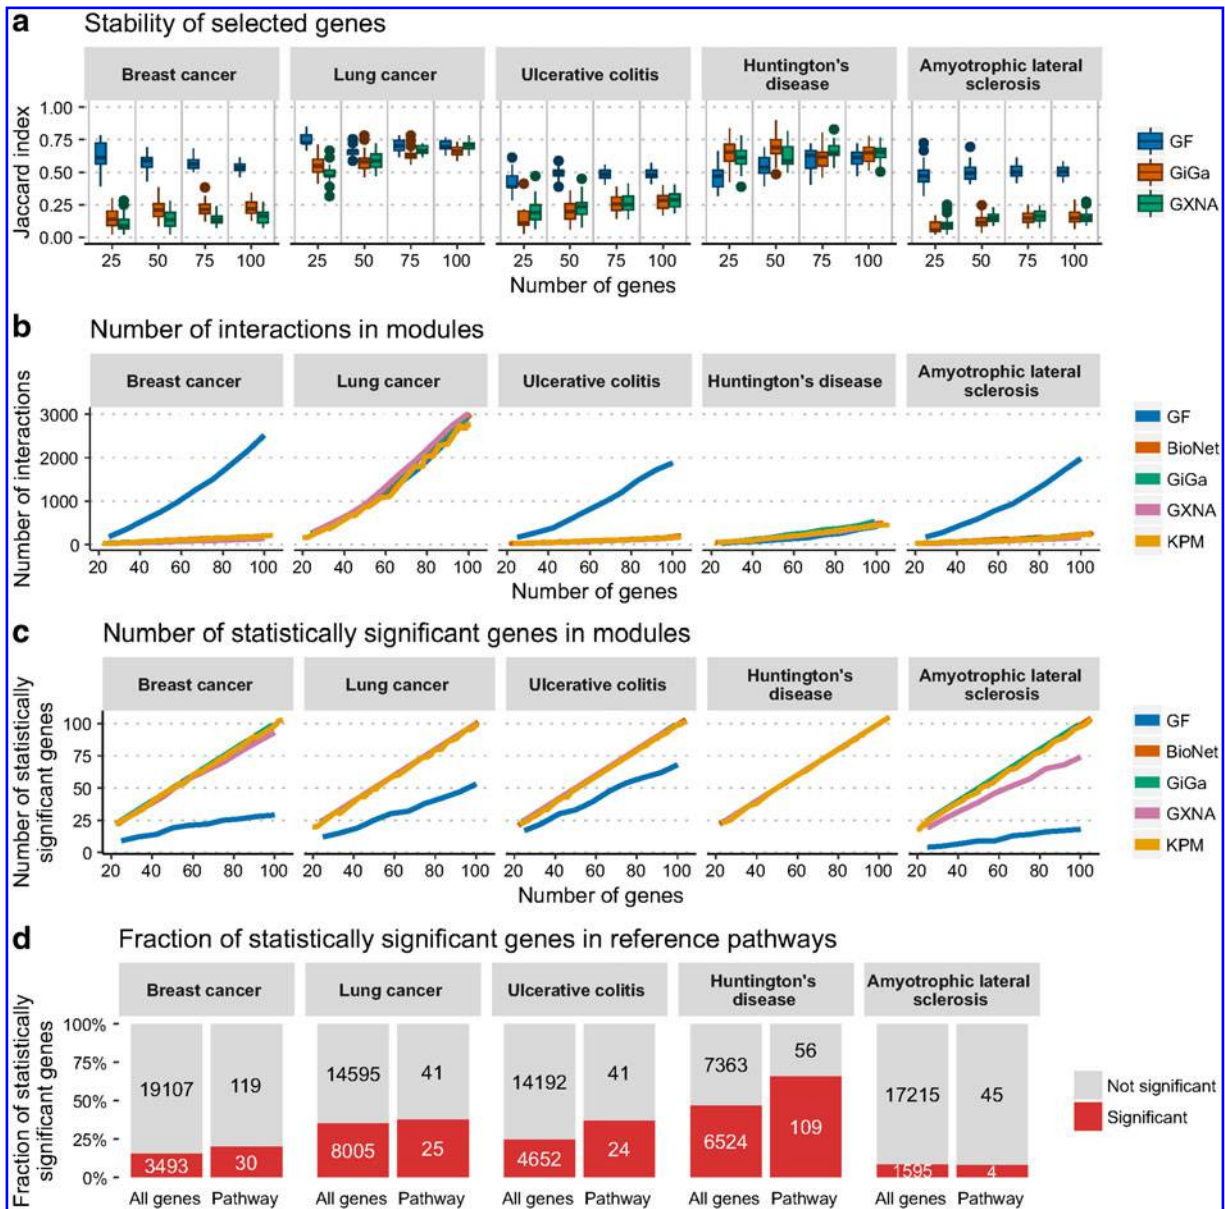 a Stability of selected genes
Breast cancer Lung cancer Ulcerative colitis Huntington's disease Amyotrophic lateral sclerosis
Jaccard index
1.00
0.75
0.50
0.25
0.00
25 50 75 100 25 50 75 100 25 50 75 100 25 50 75 100 25 50 75 100
Number of genes
GF
GiGa
GXNA
b Number of interactions in modules
Breast cancer Lung cancer Ulcerative colitis Huntington's disease Amyotrophic lateral sclerosis
Number of interactions
3000
2000
1000
0
20 40 60 80 100 20 40 60 80 100 20 40 60 80 100 20 40 60 80 100 20 40 60 80 100
Number of genes
GF
BioNet
GiGa
GXNA
KPM
c Number of statistically significant genes in modules
Breast cancer Lung cancer Ulcerative colitis Huntington's disease Amyotrophic lateral sclerosis
Number of statistically
significant genes
100
75
50
25
0
20 40 60 80 100 20 40 60 80 100 20 40 60 80 100 20 40 60 80 100 20 40 60 80 100
Number of genes
GF
BioNet
GiGa
GXNA
KPM
d Fraction of statistically significant genes in reference pathways
Breast cancer Lung cancer Ulcerative colitis Huntington's disease Amyotrophic lateral sclerosis
Fraction of statistically
significant genes
100%
75%
50%
25%
0%
19107 119 14595 41 14192 41 7363 56 17215 45
3493 30 8005 25 4652 24 6524 109 1595 4
All genes Pathway All genes Pathway All genes Pathway All genes Pathway All genes Pathway
Not significant
Significant